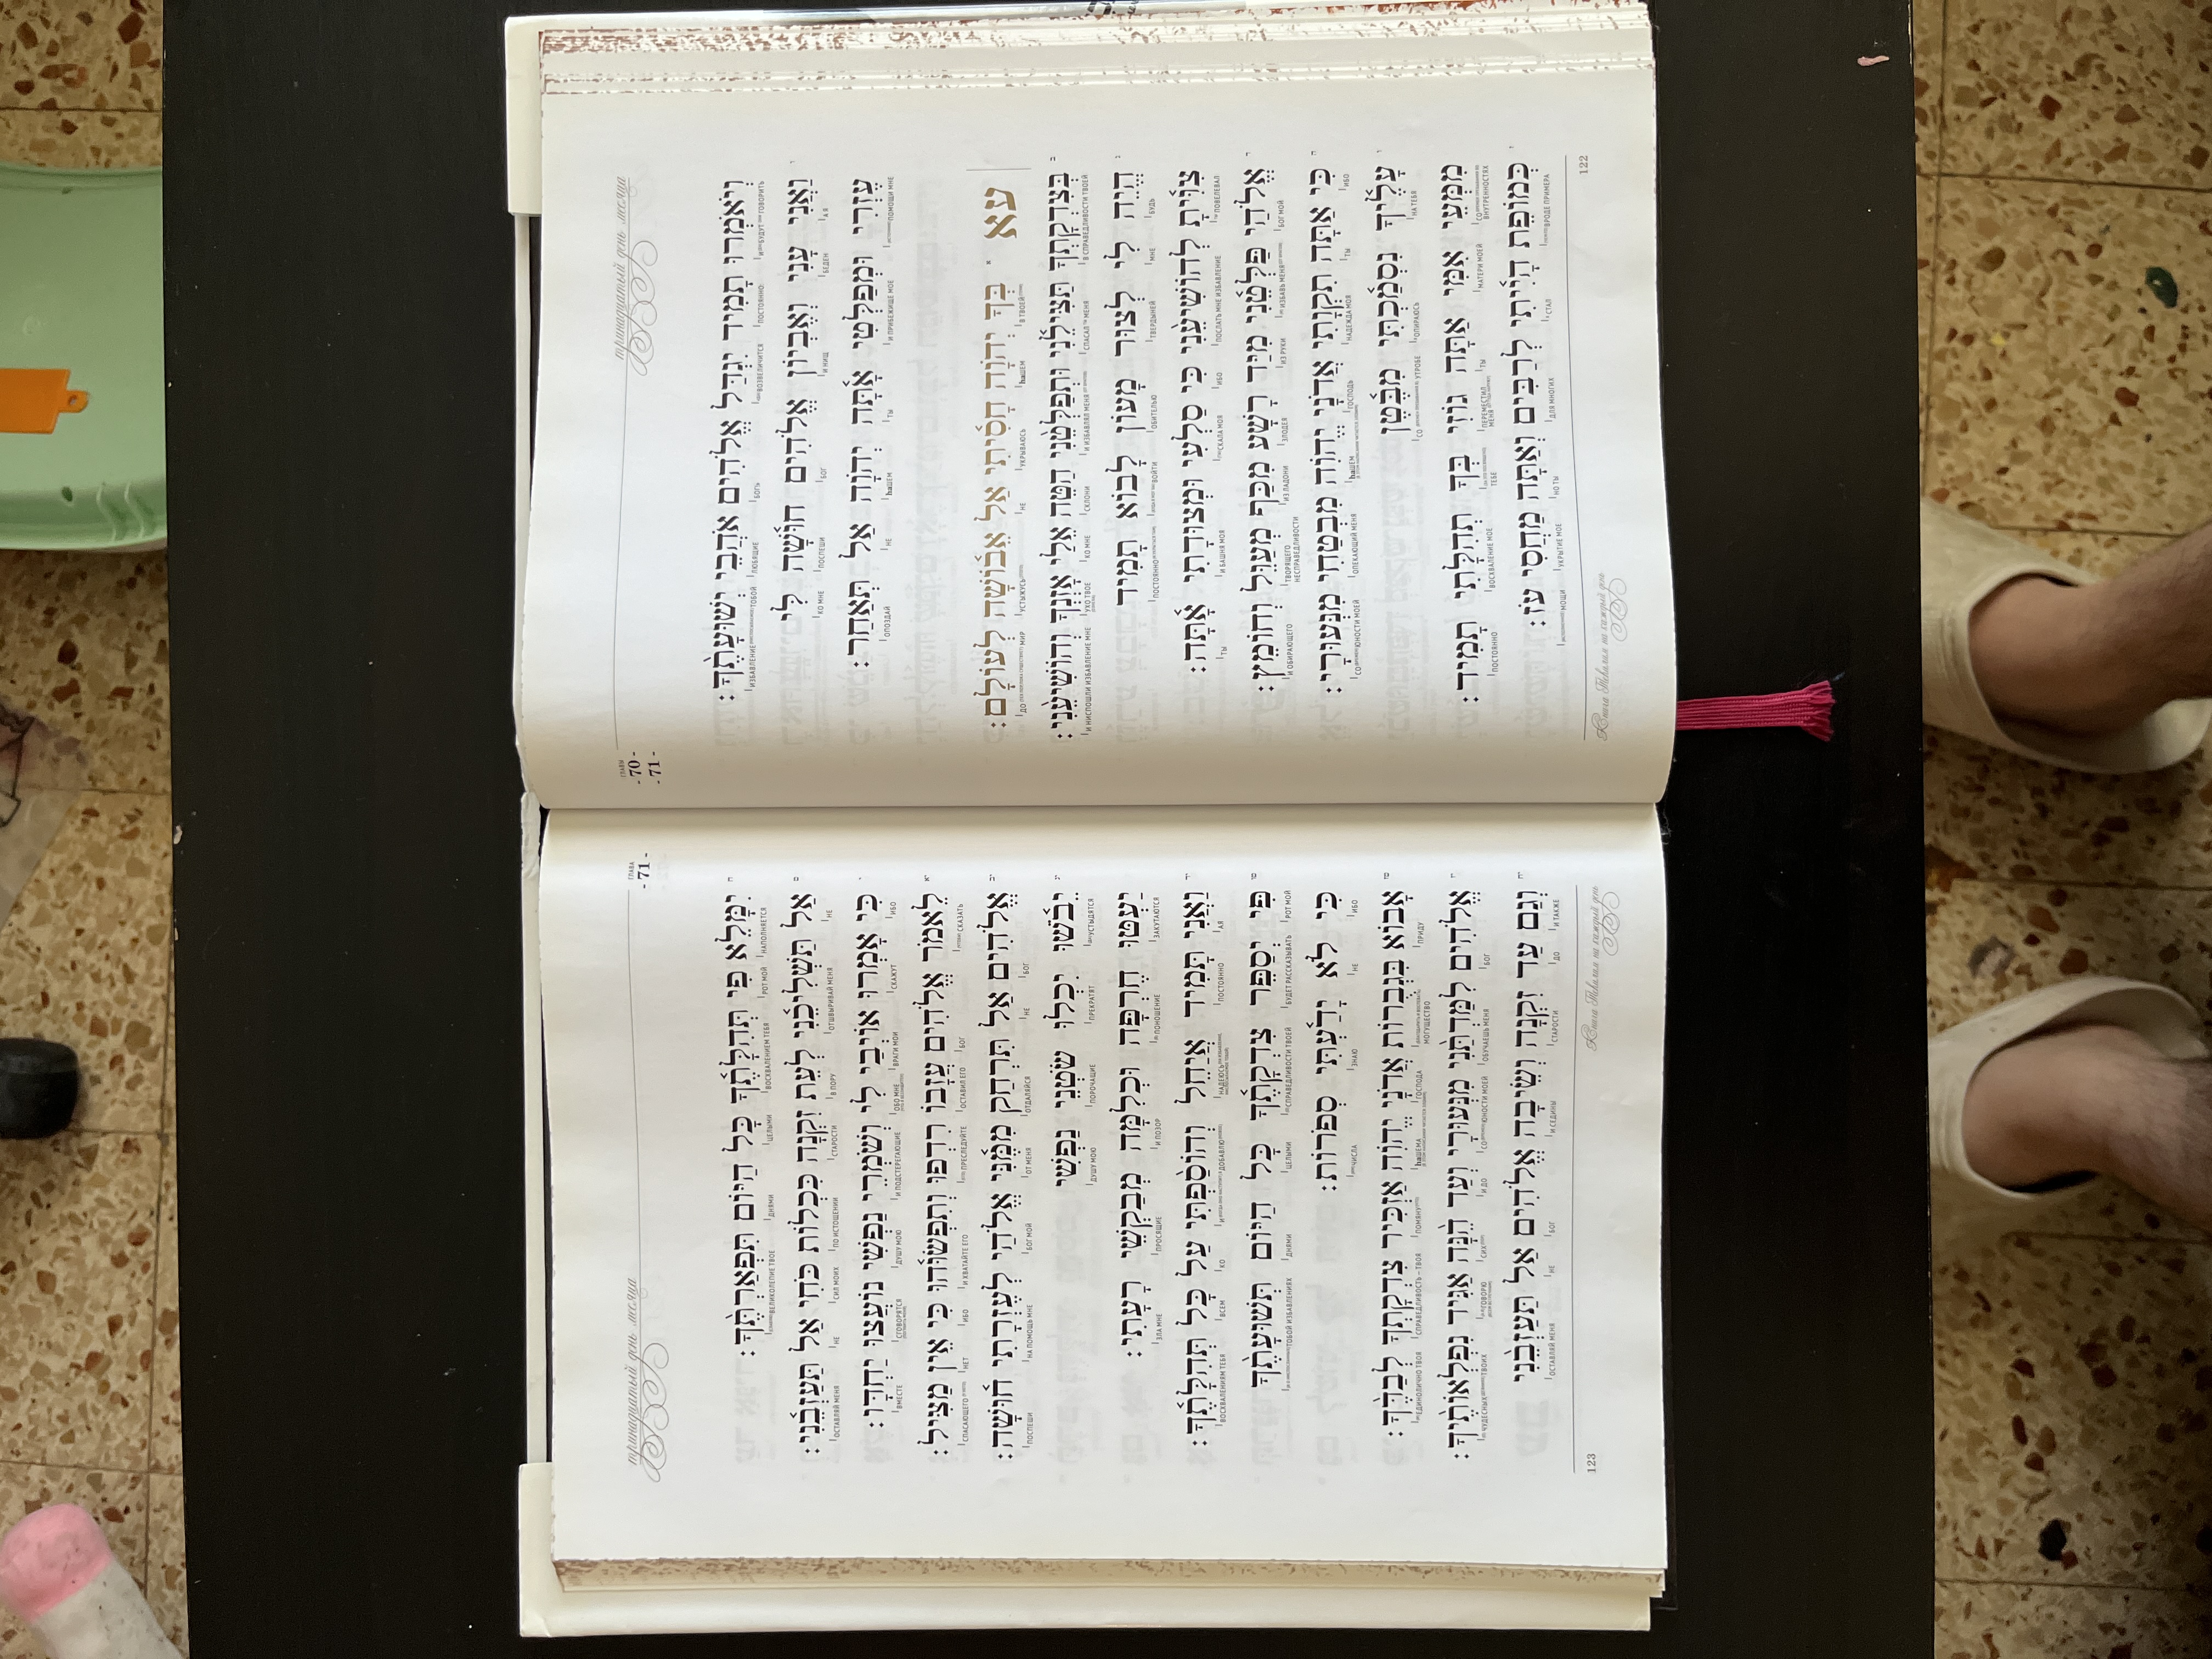 тринадцатый день месяца
ГЛАВЫ
- 70 -
- 71 -
וְיֹאמְרוּ תָמִיד יִגְדַּל אֱלֹהִים אֹהֲבֵי יְשׁוּעָתֶךָ:
И БУДУТ ГОВОРИТЬ ПОСТОЯННО ВОЗВЕЛИЧИТСЯ БОГЪ ЛЮБЯЩИЕ ИЗБАВЛЕНИЕ ТОБОЙ
וַאֲנִי עָנִי וְאֶבְיוֹן אֱלֹהִים חוּשָׁה לִּי
А Я БЕДЕН И НИЩ БОГ ПОСПЕШИ КО МНЕ
עֶזְרִי וּמְפַלְטִי אַתָּה יְהֹוָה אַל תְּאַחַר:
ПОМОЩИ МНЕ И ПРИБЕЖИЩЕ МОЕ ТЫ haШЕМ НЕ ОПОЗДАЙ
עא בְּךָ יְהֹוָה חָסִיתִי אַל אֵבוֹשָׁה לְעוֹלָם:
В ТВОЕЙ haШЕМ УКРЫВАЮСЬ НЕ УСТЫЖУСЬ ДО МИР
בְּצִדְקָתְךָ תַּצִּילֵנִי וּתְפַלְּטֵנִי הַטֵּה אֵלַי אָזְנְךָ וְהוֹשִׁיעֵנִי:
В СПРАВЕДЛИВОСТИ ТВОЕЙ СПАСАЛ МЕНЯ И ИЗБАВЛЯЛ МЕНЯ СКЛОНИ КО МНЕ УХО ТВОЕ И НИСПОШЛИ ИЗБАВЛЕНИЕ МНЕ
הֱיֵה לִי לְצוּר מָעוֹן לָבוֹא תָּמִיד
БУДЬ МНЕ ТВЕРДЫНЕЙ ОБИТЕЛЬЮ ВОЙТИ ПОСТОЯННО
צִוִּיתָ לְהוֹשִׁיעֵנִי כִּי סַלְעִי וּמְצוּדָתִי אָתָּה:
ПОВЕЛЕВАЛ ПОСЛАТЬ МНЕ ИЗБАВЛЕНИЕ ИБО СКАЛА МОЯ И БАШНЯ МОЯ ТЫ
אֱלֹהַי פַּלְּטֵנִי מִיַּד רָשָׁע מִכַּף מְעַוֵּל וְחוֹמֵץ:
БОГ МОЙ ИЗБАВЬ МЕНЯ ИЗ РУКИ ЗЛОДЕЯ ИЗ ЛАДОНИ ТВОРЯЩЕГО НЕСПРАВЕДЛИВОСТИ И ОБИРАЮЩЕГО
כִּי אַתָּה תִקְוָתִי אֲדֹנָי יֱהֹוִה מִבְטַחִי מִנְּעוּרָי:
ИБО ТЫ НАДЕЖДА МОЯ ГОСПОДЬ haШЕМ ОПЕКАЮЩИЙ МЕНЯ СО ЮНОСТИ МОЕЙ
עָלֶיךָ נִסְמַכְתִּי מִבֶּטֶן
НА ТЕБЯ ОПИРАЮСЬ СО УТРОБЕ
מִמְּעֵי אִמִּי אַתָּה גוֹזִי בְּךָ תְהִלָּתִי תָמִיד:
СО ВНУТРЕННОСТЯХ МАТЕРИ МОЕЙ ТЫ ПЕРЕМЕСТИЛ МЕНЯ ТЕБЕ ВОСХВАЛЕНИЕ МОЕ ПОСТОЯННО
כְּמוֹפֵת הָיִיתִי לְרַבִּים וְאַתָּה מַחֲסִי עֹז:
ВРОДЕ ПРИМЕРА СТАЛ ДЛЯ МНОГИХ НО ТЫ УКРЫТИЕ МОЕ МОЩИ
Книга Теhилим на каждый день
122
тринадцатый день месяца
ГЛАВА
- 71 -
יִמָּלֵא פִי תְּהִלָּתֶךָ כָּל הַיּוֹם תִּפְאַרְתֶּךָ:
НАПОЛНЯЕТСЯ РОТ МОЙ ВОСХВАЛЕНИЕМ ТЕБЯ ЦЕЛЫМИ ДНЯМИ ВЕЛИКОЛЕПИЕ ТВОЕ
אַל תַּשְׁלִיכֵנִי לְעֵת זִקְנָה כִּכְלוֹת כֹּחִי אַל תַּעַזְבֵנִי:
НЕ ОТШВЫРИВАЙ МЕНЯ В ПОРУ СТАРОСТИ ПО ИСТОЩЕНИИ СИЛ МОИХ НЕ ОСТАВЛЯЙ МЕНЯ
כִּי אָמְרוּ אוֹיְבַי לִי וְשֹׁמְרֵי נַפְשִׁי נוֹעֲצוּ יַחְדָּו:
ИБО СКАЖУТ ВРАГИ МОИ ОБО МНЕ И ПОДСТЕРЕГАЮЩИЕ ДУШУ МОЮ СГОВОРЯТСЯ ВМЕСТЕ
לֵאמֹר אֱלֹהִים עֲזָבוֹ רִדְפוּ וְתִפְשׂוּהוּ כִּי אֵין מַצִּיל:
СКАЗАТЬ БОГ ОСТАВИЛ ЕГО ПРЕСЛЕДУЙТЕ И ХВАТАЙТЕ ЕГО ИБО НЕТ СПАСАЮЩЕГО
אֱלֹהִים אַל תִּרְחַק מִמֶּנִּי אֱלֹהַי לְעֶזְרָתִי חוּשָׁה:
БОГ НЕ ОТДАЛЯЙСЯ ОТ МЕНЯ БОГ МОЙ НА ПОМОЩЬ МНЕ ПОСПЕШИ
יֵבֹשׁוּ יִכְלוּ שֹׂטְנֵי נַפְשִׁי
УСТЫДЯТСЯ ПРЕКРАТЯТ ПОРОЧАЩИЕ ДУШУ МОЮ
יַעֲטוּ חֶרְפָּה וּכְלִמָּה מְבַקְשֵׁי רָעָתִי:
ЗАКУТАЮТСЯ ПОНОШЕНИЕ И ПОЗОР ПРОСЯЩИЕ ЗЛА МНЕ
וַאֲנִי תָּמִיד אֲיַחֵל וְהוֹסַפְתִּי עַל כָּל תְּהִלָּתֶךָ:
А Я ПОСТОЯННО НАДЕЮСЬ И ДОБАВЛЮ КО ВСЕМ ВОСХВАЛЕНИЯМ ТЕБЯ
פִּי יְסַפֵּר צִדְקָתֶךָ כָּל הַיּוֹם תְּשׁוּעָתֶךָ
РОТ МОЙ БУДЕТ РАССКАЗЫВАТЬ СПРАВЕДЛИВОСТИ ТВОЕЙ ЦЕЛЫМИ ДНЯМИ ТОБОЙ ИЗБАВЛЕНИЯХ
כִּי לֹא יָדַעְתִּי סְפֹרוֹת:
ИБО НЕ ЗНАЮ ЧИСЛА
אָבוֹא בִּגְבֻרוֹת אֲדֹנָי יֱהֹוִה אַזְכִּיר צִדְקָתְךָ לְבַדֶּךָ:
ПРИДУ МОГУЩЕСТВО ГОСПОДА haШЕМА ПОМЯНУ СПРАВЕДЛИВОСТЬ – ТВОЯ ЕДИНОЛИЧНО ТВОЯ
אֱלֹהִים לִמַּדְתַּנִי מִנְּעוּרָי וְעַד הֵנָּה אַגִּיד נִפְלְאוֹתֶיךָ:
БОГ ОБУЧАЕШЬ МЕНЯ СО ЮНОСТИ МОЕЙ И ДО СИХ ГОВОРЮ ЧУДЕСНЫХ ТВОИХ
וְגַם עַד זִקְנָה וְשֵׂיבָה אֱלֹהִים אַל תַּעַזְבֵנִי
И ТАКЖЕ ДО СТАРОСТИ И СЕДИНЫ БОГ НЕ ОСТАВЛЯЙ МЕНЯ
Книга Теhилим на каждый день
123